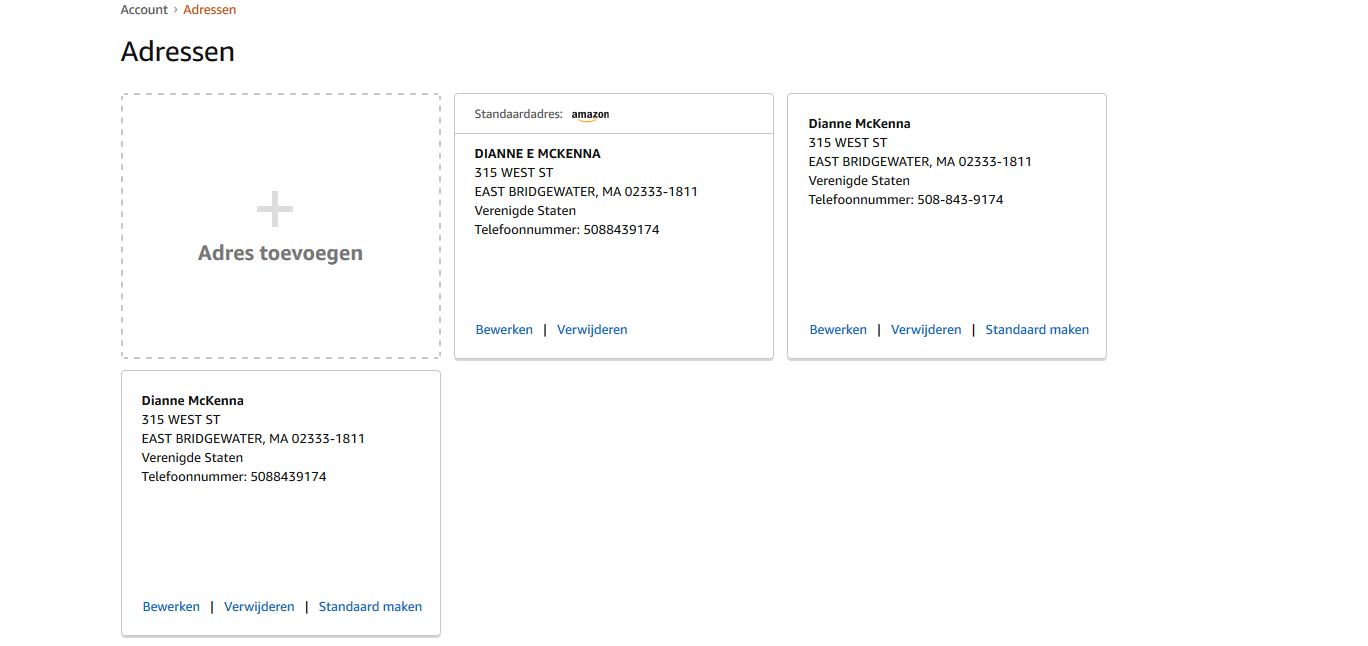 Account › Adressen
Adressen
Adres toevoegen
Standaardadres: amazon
DIANNE E MCKENNA
315 WEST ST
EAST BRIDGEWATER, MA 02333-1811
Verenigde Staten
Telefoonnummer: 5088439174
Bewerken | Verwijderen
Dianne McKenna
315 WEST ST
EAST BRIDGEWATER, MA 02333-1811
Verenigde Staten
Telefoonnummer: 508-843-9174
Bewerken | Verwijderen | Standaard maken
Dianne McKenna
315 WEST ST
EAST BRIDGEWATER, MA 02333-1811
Verenigde Staten
Telefoonnummer: 5088439174
Bewerken | Verwijderen | Standaard maken